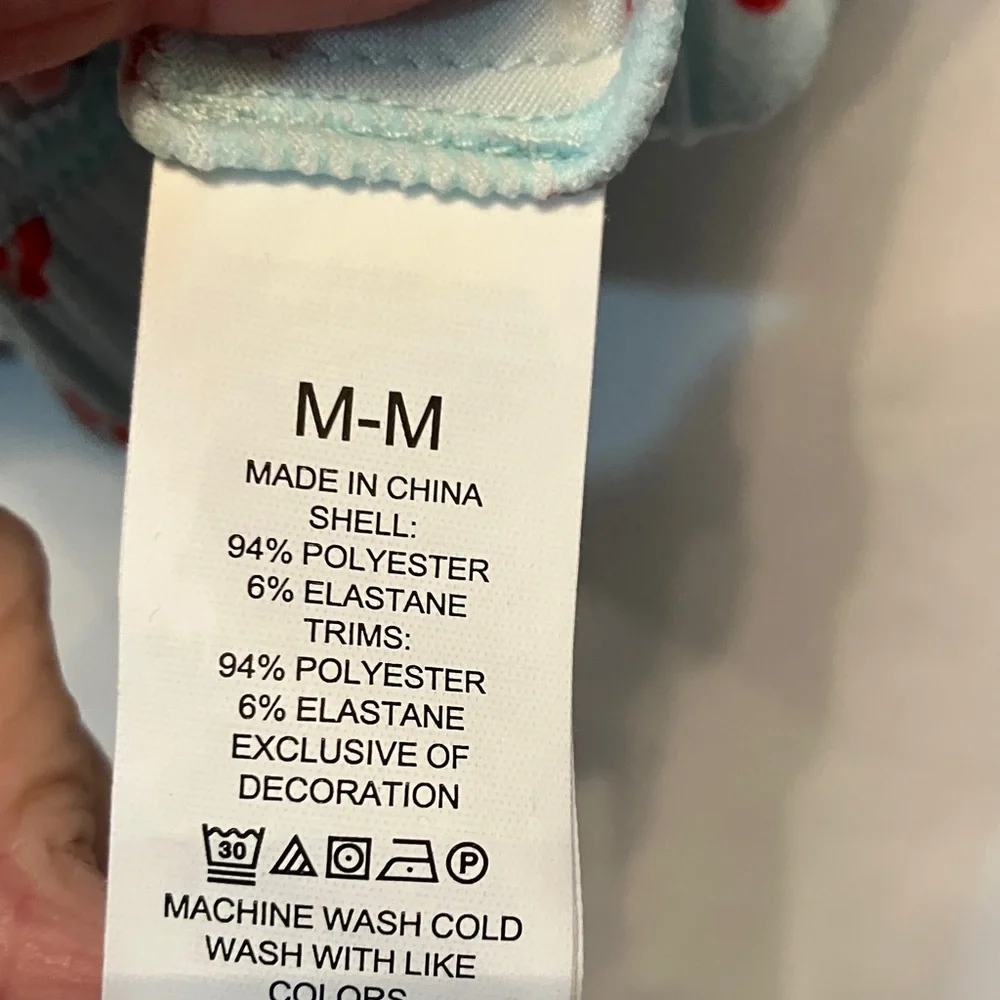 M-M
MADE IN CHINA
SHELL:
94% POLYESTER
6% ELASTANE
TRIMS:
94% POLYESTER
6% ELASTANE
EXCLUSIVE OF
DECORATION
30 P
MACHINE WASH COLD
WASH WITH LIKE
COLORS